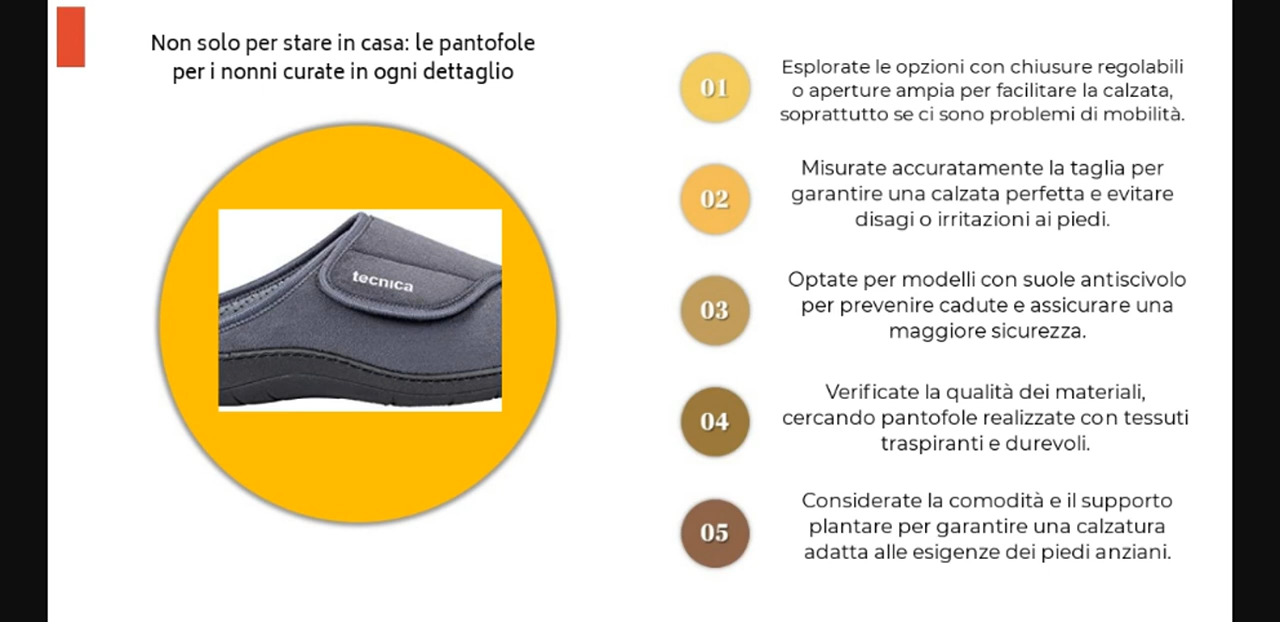 Non solo per stare in casa: le pantofole
per i nonni curate in ogni dettaglio
tecnica
01
Esplorate le opzioni con chiusure regolabili
o aperture ampia per facilitare la calzata,
soprattutto se ci sono problemi di mobilità.
02
Misurate accuratamente la taglia per
garantire una calzata perfetta e evitare
disagi o irritazioni ai piedi.
03
Optate per modelli con suole antiscivolo
per prevenire cadute e assicurare una
maggiore sicurezza.
04
Verificate la qualità dei materiali,
cercando pantofole realizzate con tessuti
traspiranti e durevoli.
05
Considerate la comodità e il supporto
plantare per garantire una calzatura
adatta alle esigenze dei piedi anziani.